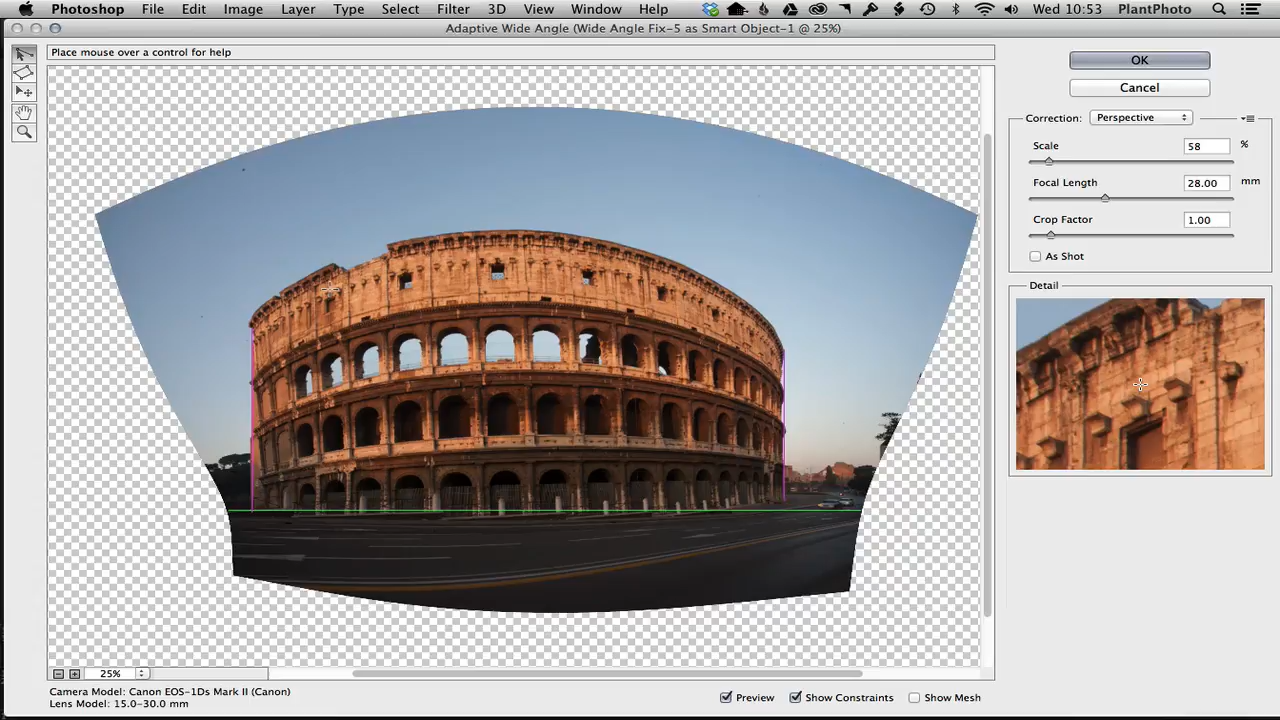 Photoshop File Edit Image Layer Type Select Filter 3D View Window Help Wed 10:53 PlantPhoto
Adaptive Wide Angle (Wide Angle Fix-5 as Smart Object-1 @ 25%)
Place mouse over a control for help
OK
Cancel
Correction: Perspective
Scale 58 %
Focal Length 28.00 mm
Crop Factor 1.00
As Shot
Detail
25%
Camera Model: Canon EOS-1Ds Mark II (Canon)
Lens Model: 15.0-30.0 mm
Preview Show Constraints Show Mesh